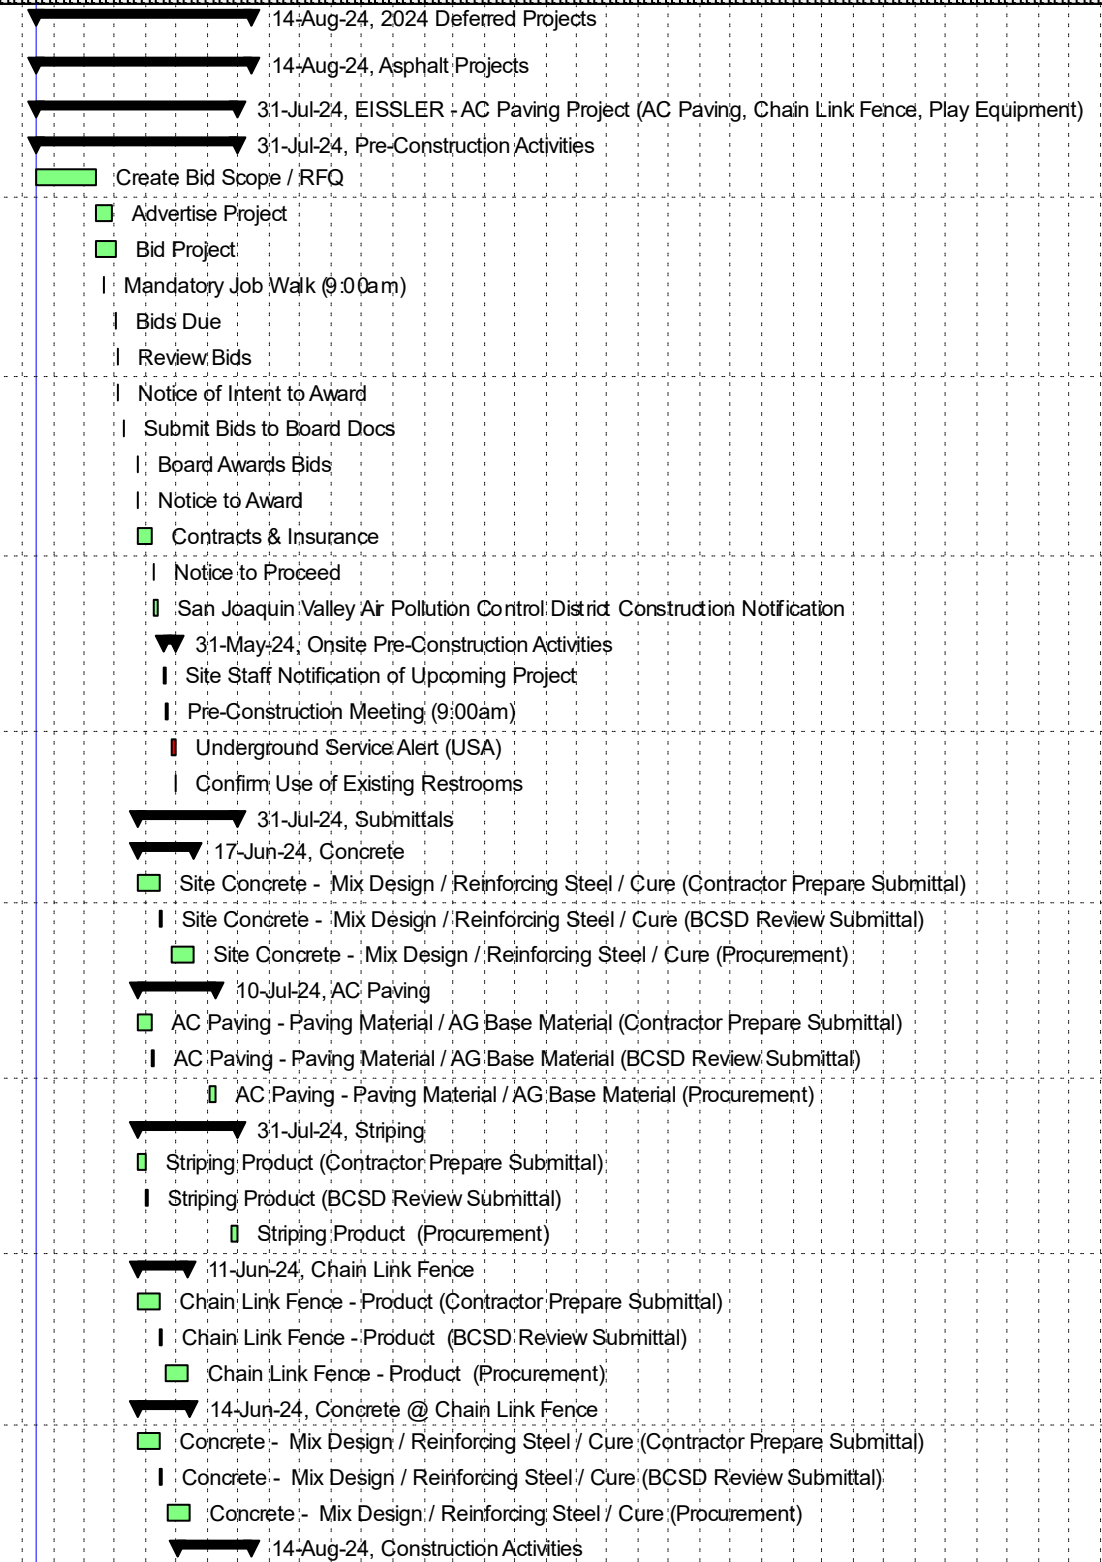 14-Aug-24, 2024 Deferred Projects
14-Aug-24, Asphalt Projects
31-Jul-24, EISSLER - AC Paving Project (AC Paving, Chain Link Fence, Play Equipment)
31-Jul-24, Pre-Construction Activities
Create Bid Scope / RFQ
Advertise Project
Bid Project
Mandatory Job Walk (9:00am)
Bids Due
Review Bids
Notice of Intent to Award
Submit Bids to Board Docs
Board Awards Bids
Notice to Award
Contracts & Insurance
Notice to Proceed
San Joaquin Valley Air Pollution Control District Construction Notification
31-May-24, Onsite Pre-Construction Activities
Site Staff Notification of Upcoming Project
Pre-Construction Meeting (9:00am)
Underground Service Alert (USA)
Confirm Use of Existing Restrooms
31-Jul-24, Submittals
17-Jun-24, Concrete
Site Concrete - Mix Design / Reinforcing Steel / Cure (Contractor Prepare Submittal)
Site Concrete - Mix Design / Reinforcing Steel / Cure (BCSD Review Submittal)
Site Concrete - Mix Design / Reinforcing Steel / Cure (Procurement)
10-Jul-24, AC Paving
AC Paving - Paving Material / AG Base Material (Contractor Prepare Submittal)
AC Paving - Paving Material / AG Base Material (BCSD Review Submittal)
AC Paving - Paving Material / AG Base Material (Procurement)
31-Jul-24, Striping
Striping Product (Contractor Prepare Submittal)
Striping Product (BCSD Review Submittal)
Striping Product (Procurement)
11-Jun-24, Chain Link Fence
Chain Link Fence - Product (Contractor Prepare Submittal)
Chain Link Fence - Product (BCSD Review Submittal)
Chain Link Fence - Product (Procurement)
14-Jun-24, Concrete @ Chain Link Fence
Concrete - Mix Design / Reinforcing Steel / Cure (Contractor Prepare Submittal)
Concrete - Mix Design / Reinforcing Steel / Cure (BCSD Review Submittal)
Concrete - Mix Design / Reinforcing Steel / Cure (Procurement)
14-Aug-24, Construction Activities